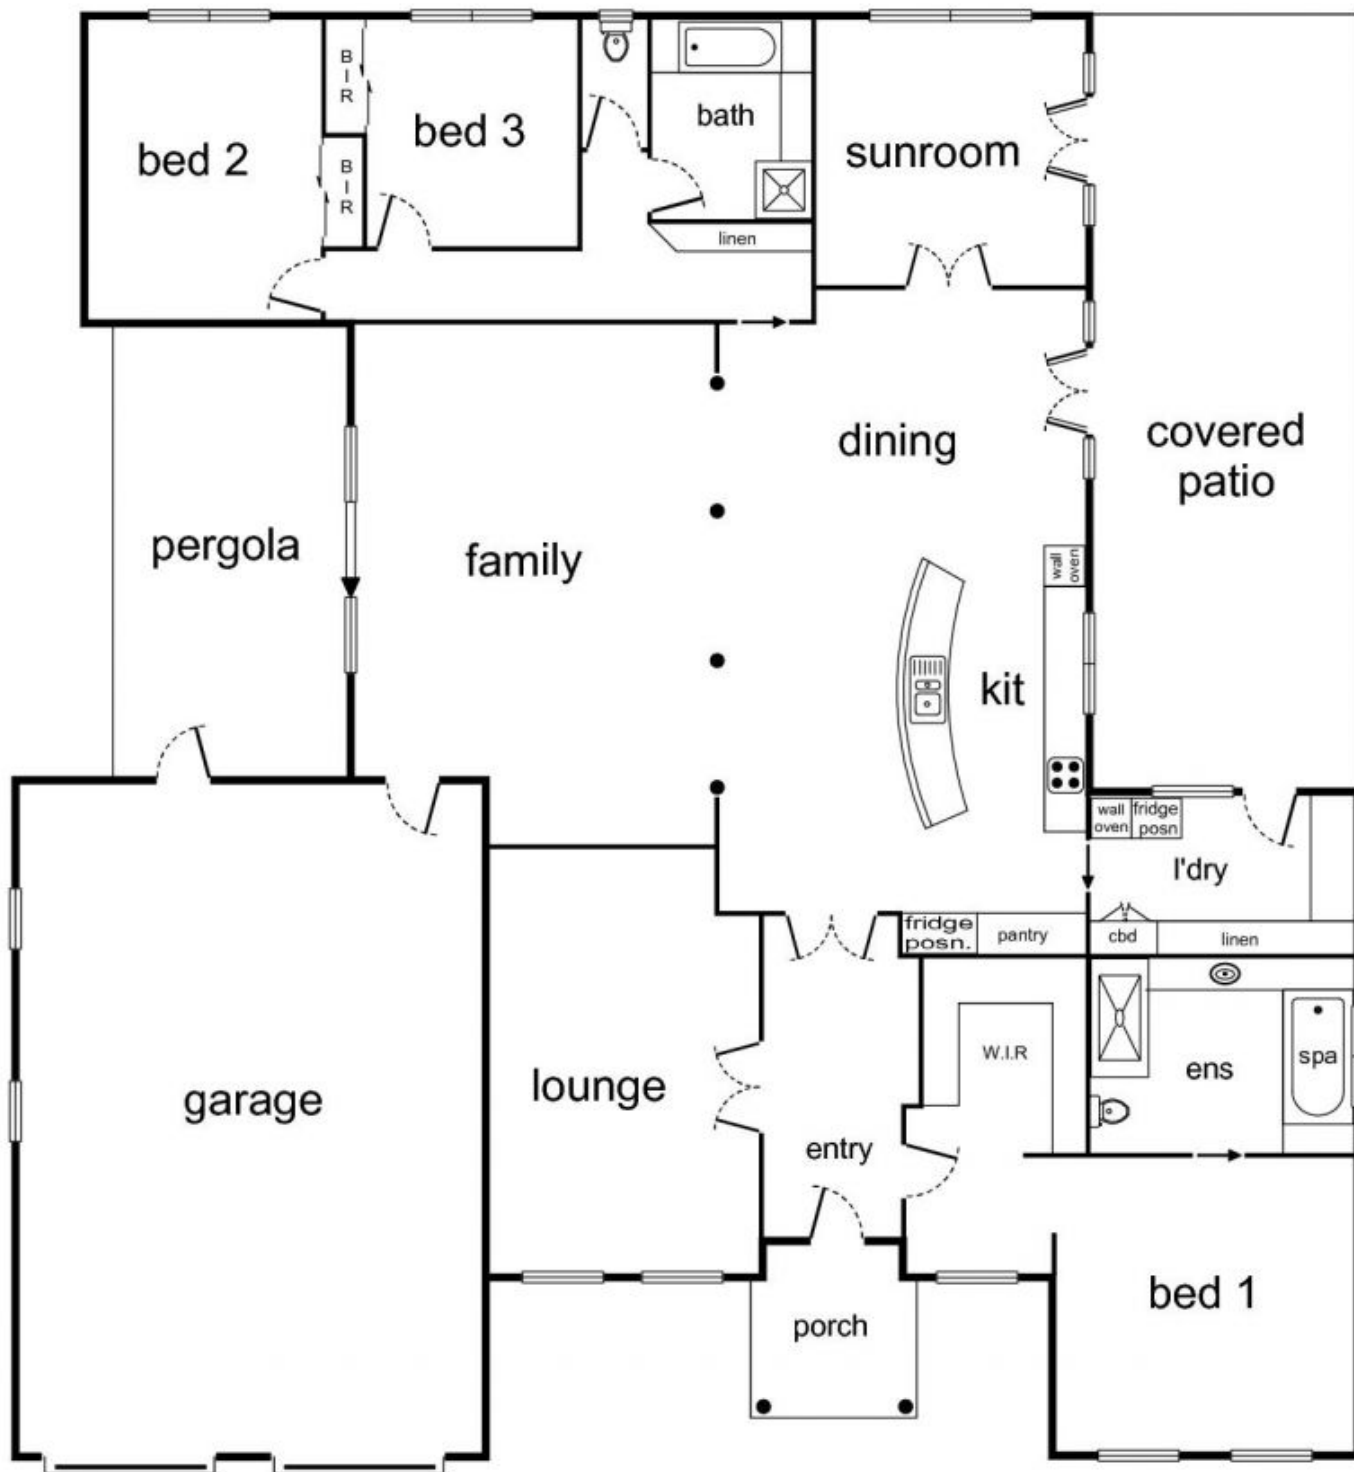 B
I
R
bed 3
bath
bed 2
sunroom
B
I
R
linen
dining
covered
patio
pergola
family
wall
oven
kit
wall
oven
fridge
posn
l'dry
fridge
posn.
pantry
cbd
linen
W.I.R
ens
spa
garage
lounge
entry
bed 1
porch